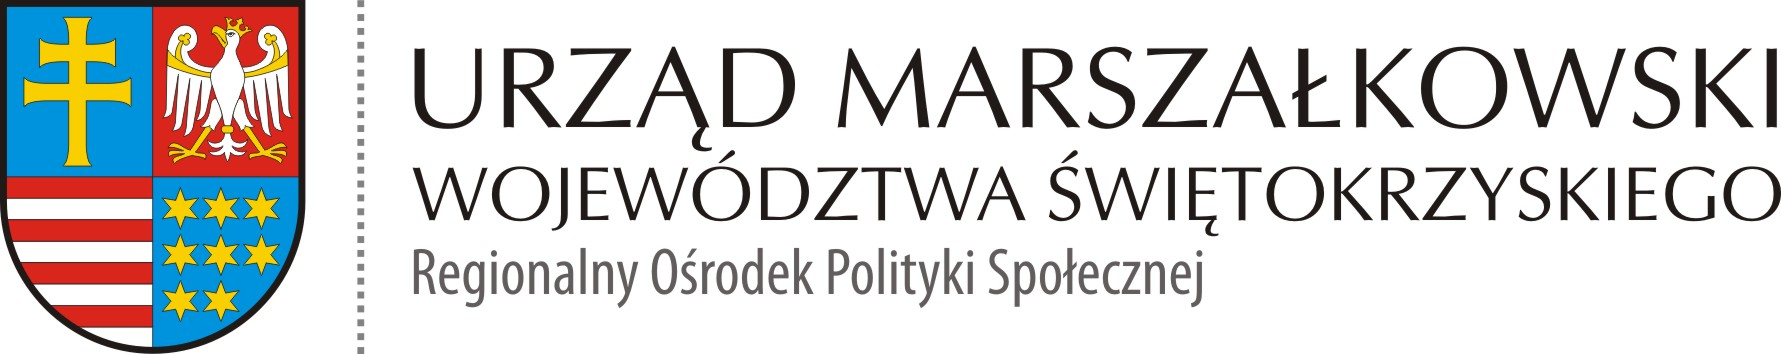 URZĄD MARSZAŁKOWSKI
WOJEWÓDZTWA ŚWIĘTOKRZYSKIEGO
Regionalny Ośrodek Polityki Społecznej